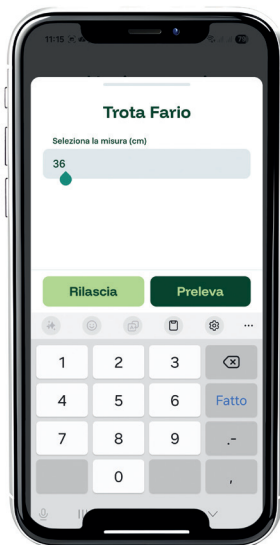 11:15
Trota Fario
Seleziona la misura (cm)
36
Rilascia
Preleva
1 2 3
4 5 6 Fatto
7 8 9 .-
0 ,